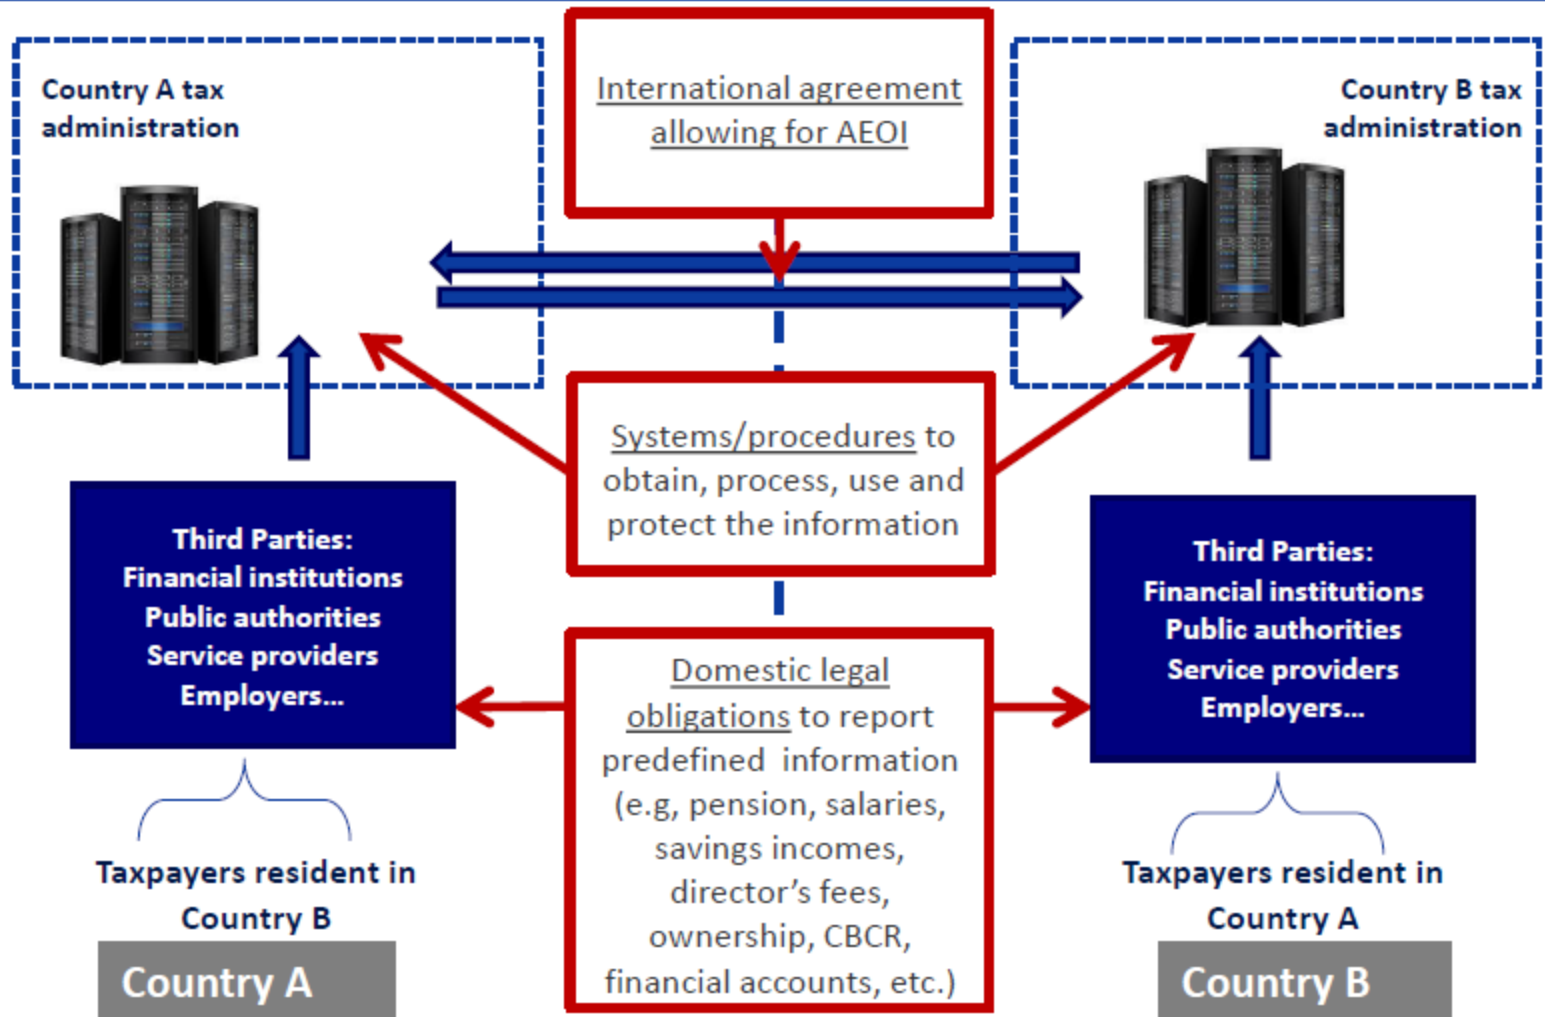 Country A tax
administration
International agreement
allowing for AEOI
Country B tax
administration
Systems/procedures to
obtain, process, use and
protect the information
Third Parties:
Financial institutions
Public authorities
Service providers
Employers...
Third Parties:
Financial institutions
Public authorities
Service providers
Employers...
Domestic legal
obligations to report
predefined information
(e.g, pension, salaries,
savings incomes,
director’s fees,
ownership, CBCR,
financial accounts, etc.)
Taxpayers resident in
Country B
Country A
Taxpayers resident in
Country A
Country B